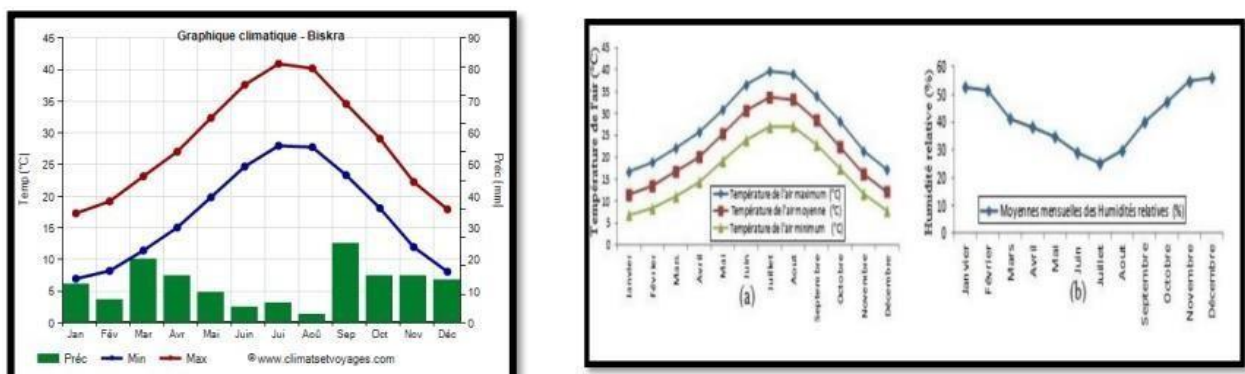 Graphique climatique - Biskra
Temp (°C)
45
40
35
30
25
20
15
10
5
0
Préc (mm)
90
80
70
60
50
40
30
20
10
0
Jan Fév Mar Avr Mai Juin Jui Aoû Sep Oct Nov Déc
Préc Min Max ®www.climatsetvoyages.com
Température de l'air (°C)
45
40
35
30
25
20
15
10
5
0
Température de l'air maximum (°C)
Température de l'air moyenne (°C)
Température de l'air minimum (°C)
Janvier
Février
Mars
Avril
Mai
Juin
Juillet
Aout
Septembre
Octobre
Novembre
Décembre
(a)
Humidité relative (%)
60
50
40
30
20
10
0
Moyennes mensuelles des Humidités relatives (%)
Janvier
Février
Mars
Avril
Mai
Juin
Juillet
Aout
Septembre
Octobre
Novembre
Décembre
(b)